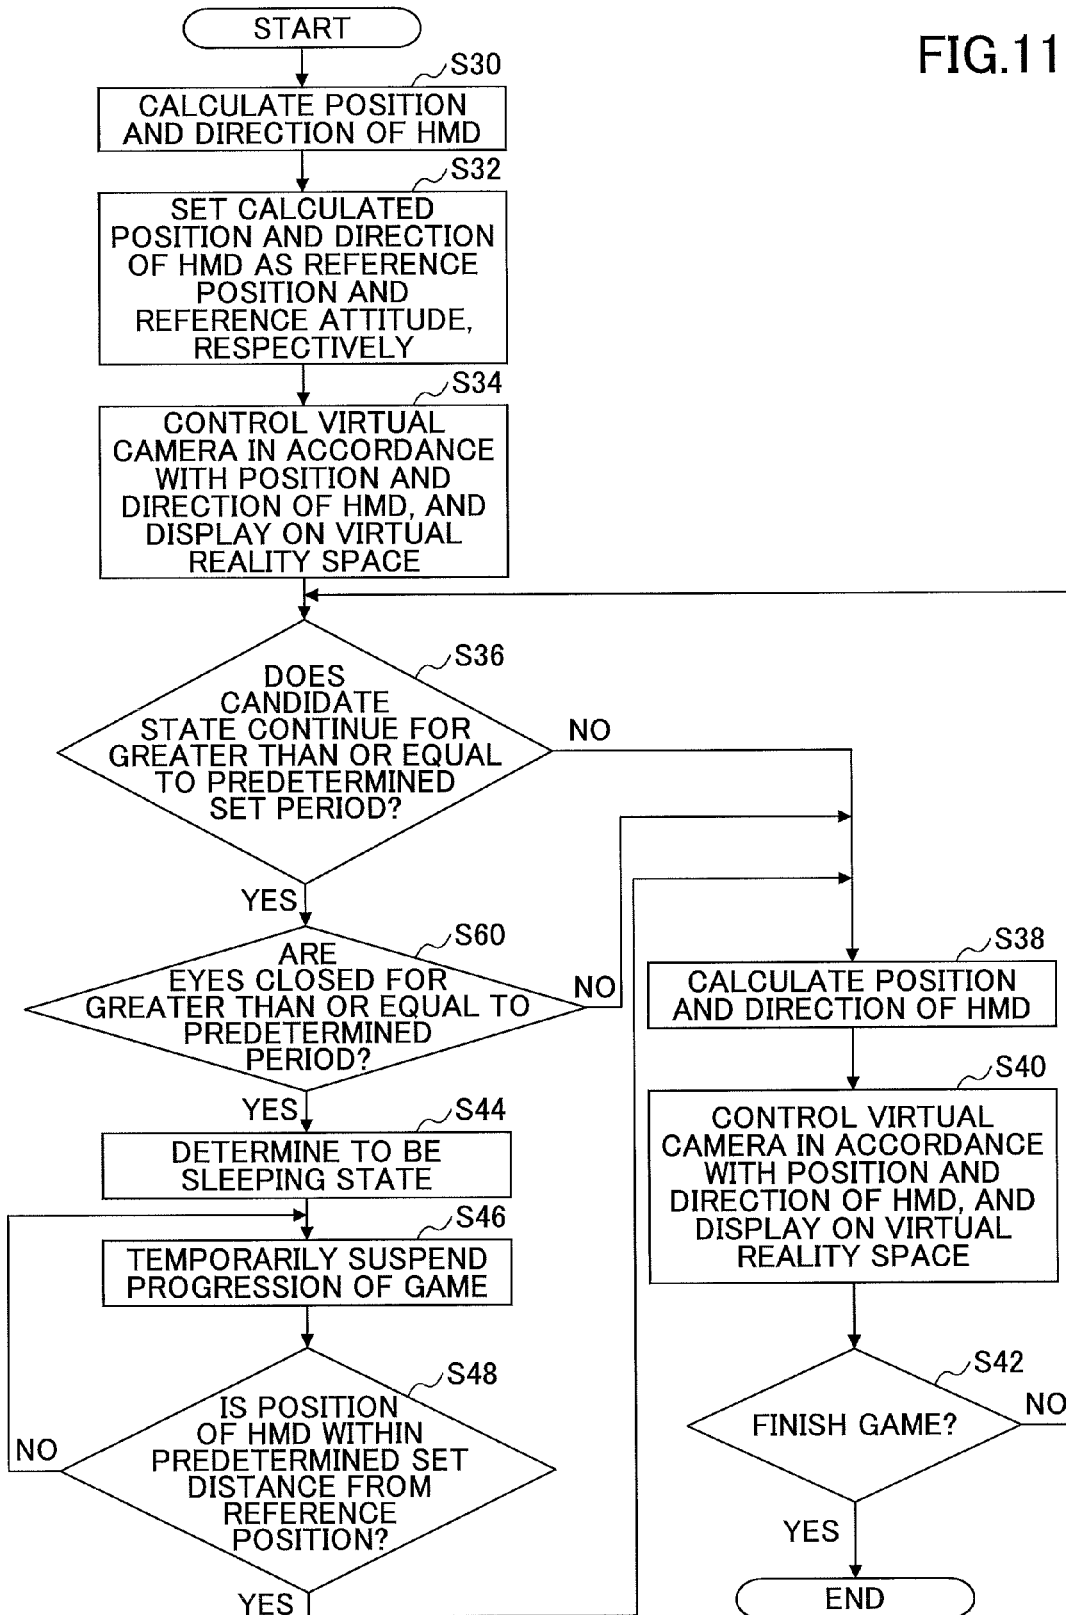 FIG.11
START
S30
CALCULATE POSITION
AND DIRECTION OF HMD
S32
SET CALCULATED
POSITION AND DIRECTION
OF HMD AS REFERENCE
POSITION AND
REFERENCE ATTITUDE,
RESPECTIVELY
S34
CONTROL VIRTUAL
CAMERA IN ACCORDANCE
WITH POSITION AND
DIRECTION OF HMD, AND
DISPLAY ON VIRTUAL
REALITY SPACE
S36
DOES
CANDIDATE
STATE CONTINUE FOR
GREATER THAN OR EQUAL
TO PREDETERMINED
SET PERIOD?
NO
YES
S60
ARE
EYES CLOSED FOR
GREATER THAN OR EQUAL TO
PREDETERMINED
PERIOD?
NO
YES
S44
DETERMINE TO BE
SLEEPING STATE
S46
TEMPORARILY SUSPEND
PROGRESSION OF GAME
S48
IS POSITION
OF HMD WITHIN
PREDETERMINED SET
DISTANCE FROM
REFERENCE
POSITION?
NO
YES
S38
CALCULATE POSITION
AND DIRECTION OF HMD
S40
CONTROL VIRTUAL
CAMERA IN ACCORDANCE
WITH POSITION AND
DIRECTION OF HMD, AND
DISPLAY ON VIRTUAL
REALITY SPACE
S42
FINISH GAME?
NO
YES
END